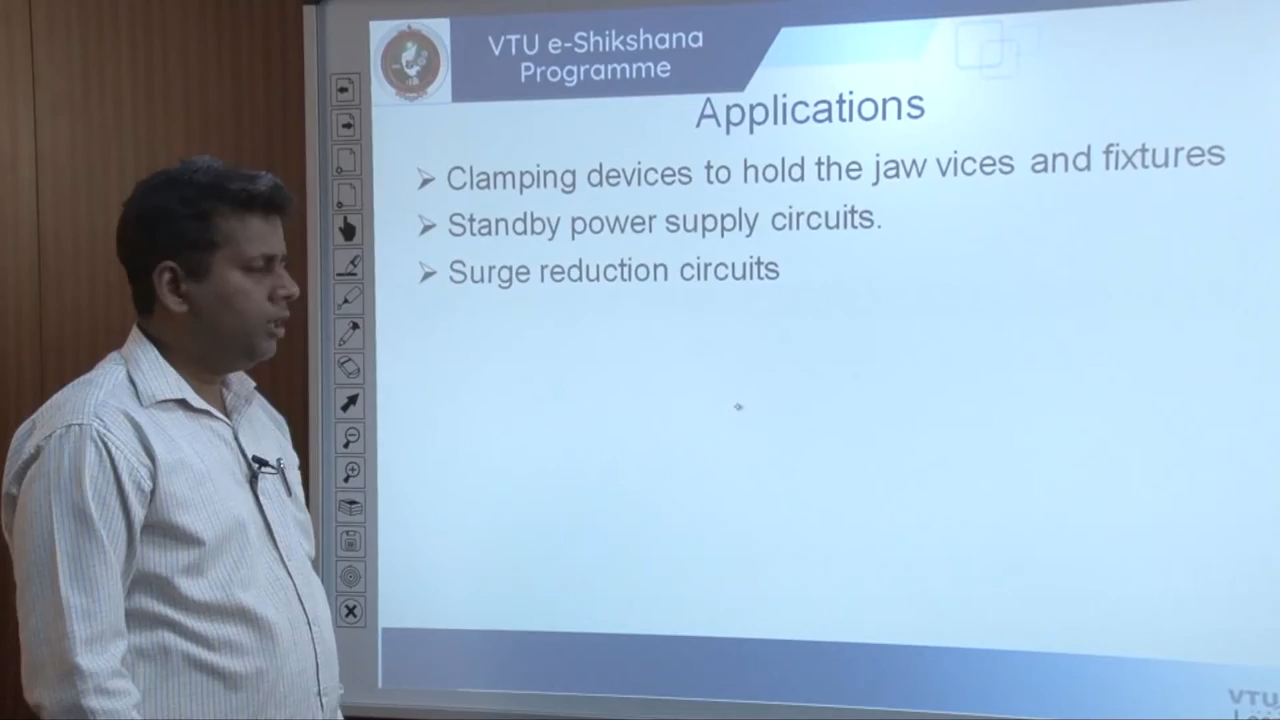 VTU e-Shikshana
Programme
Applications
Clamping devices to hold the jaw vices and fixtures
Standby power supply circuits.
Surge reduction circuits
VTU